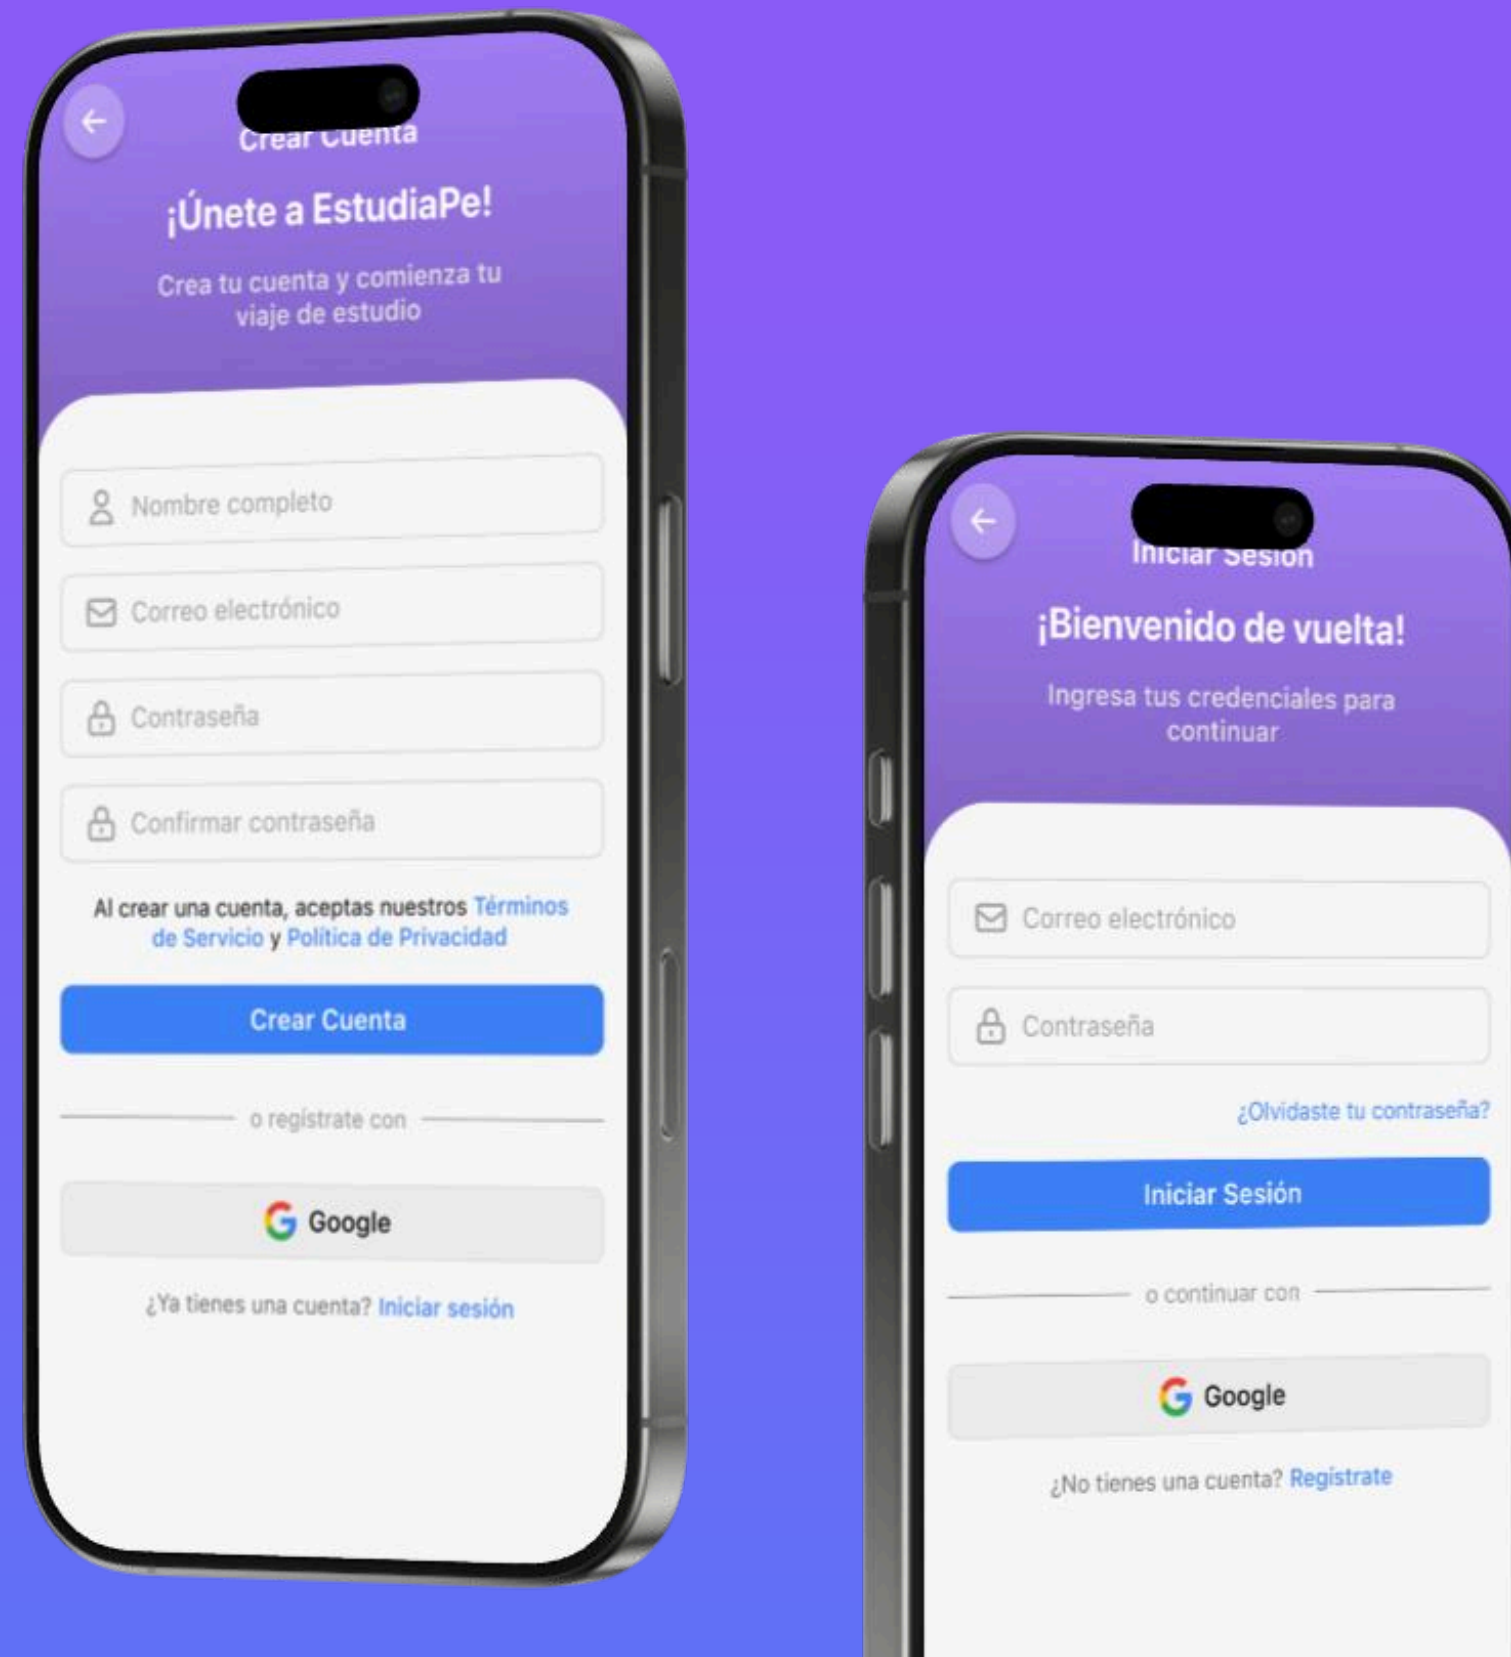 Crear Cuenta
¡Únete a EstudiaPe!
Crea tu cuenta y comienza tu
viaje de estudio
Nombre completo
Correo electrónico
Contraseña
Confirmar contraseña
Al crear una cuenta, aceptas nuestros Términos
de Servicio y Política de Privacidad
Crear Cuenta
o regístrate con
Google
¿Ya tienes una cuenta? Iniciar sesión
Iniciar Sesión
¡Bienvenido de vuelta!
Ingresa tus credenciales para
continuar
Correo electrónico
Contraseña
¿Olvidaste tu contraseña?
Iniciar Sesión
o continuar con
Google
¿No tienes una cuenta? Regístrate